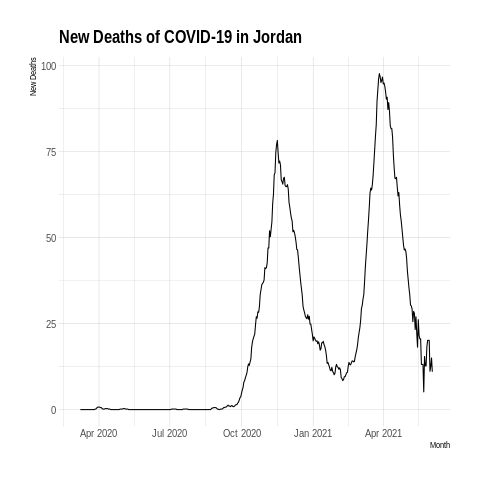 New Deaths of COVID-19 in Jordan
New Deaths
100
75
50
25
0
Apr 2020
Jul 2020
Oct 2020
Jan 2021
Apr 2021
Month